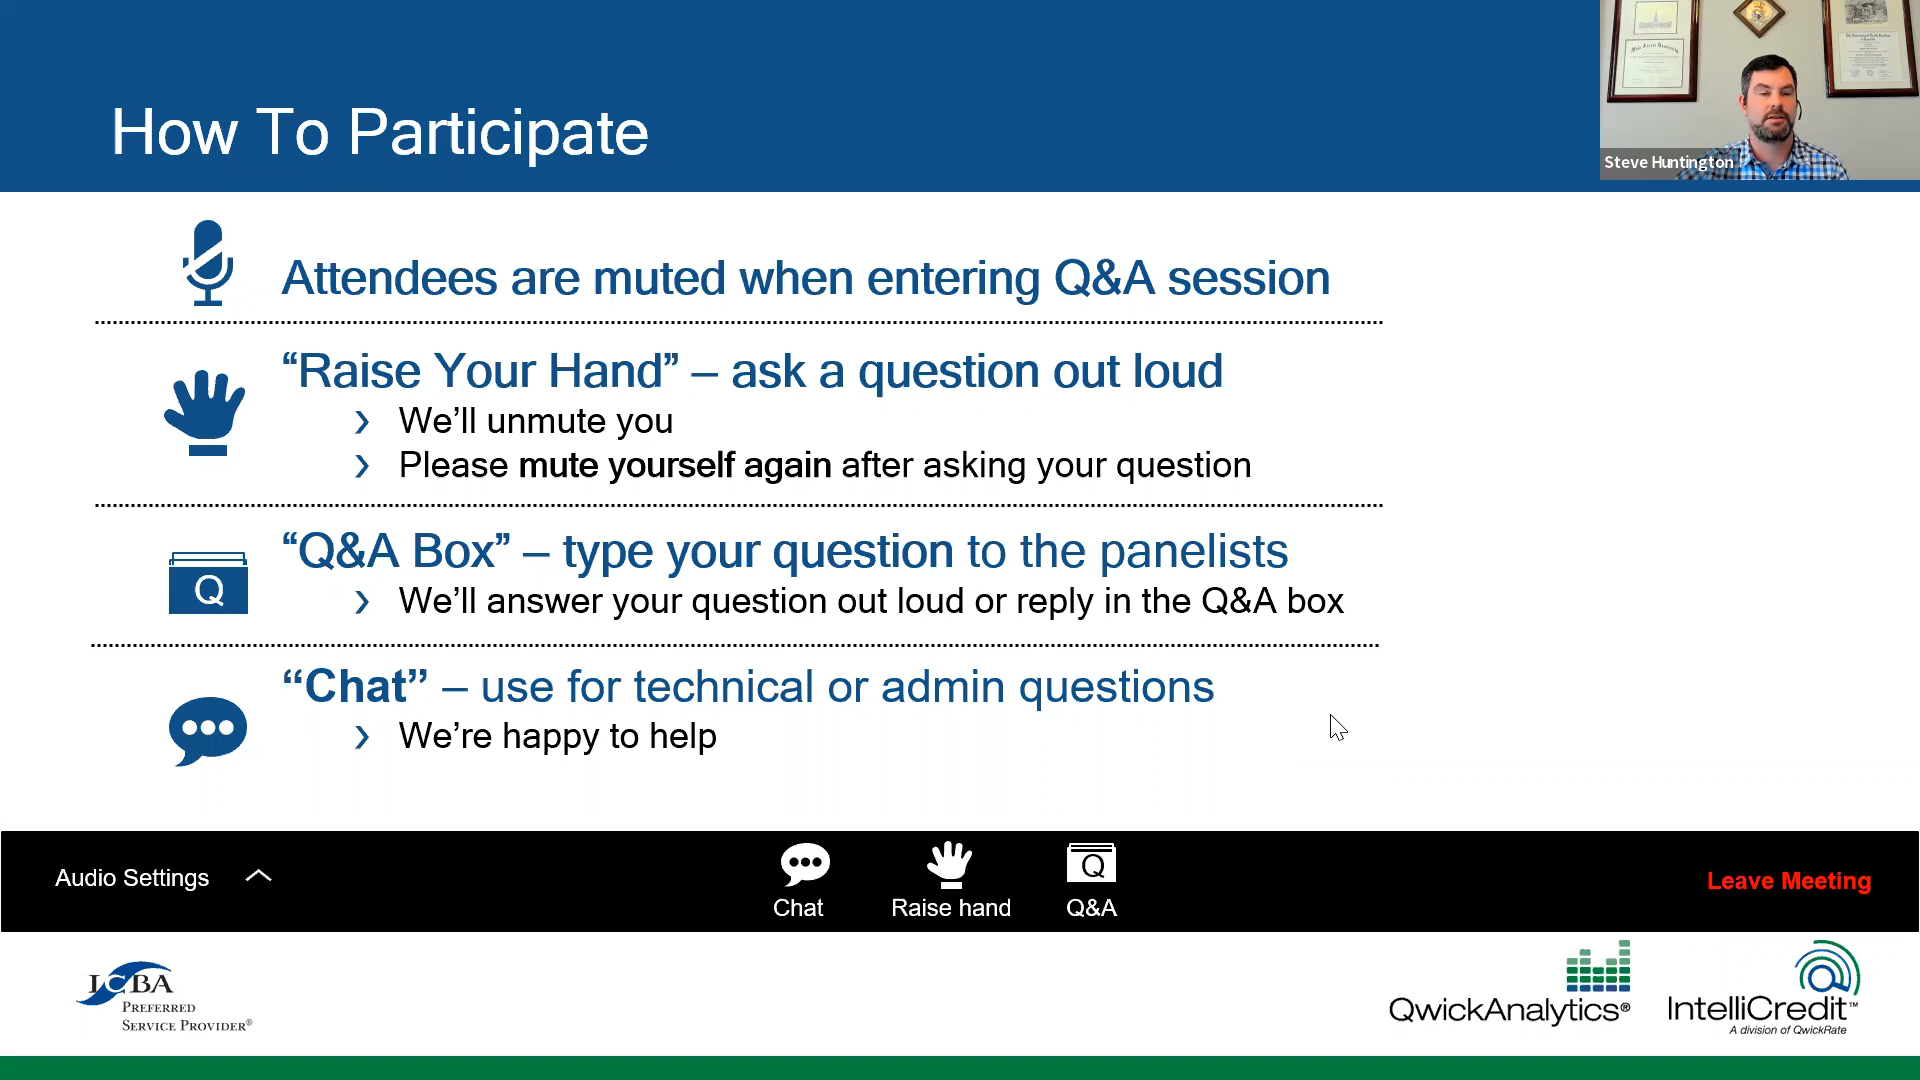 How To Participate
Steve Huntington
Attendees are muted when entering Q&A session
“Raise Your Hand” – ask a question out loud
› We’ll unmute you
› Please mute yourself again after asking your question
Q
“Q&A Box” – type your question to the panelists
› We’ll answer your question out loud or reply in the Q&A box
“Chat” – use for technical or admin questions
› We’re happy to help
Audio Settings
Chat
Raise hand
Q
Q&A
Leave Meeting
ICBA
PREFERRED
SERVICE PROVIDER®
QwickAnalytics®
IntelliCredit™
A division of QwickRate